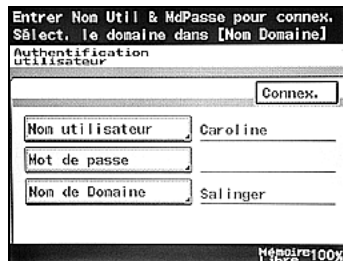 Entrer Nom Util & MdPasse pour connex.
Sélect. le domaine dans [Nom Domaine]
Authentification
utilisateur
Connex.
Nom utilisateur Caroline
Mot de passe
Nom de Domaine Salinger
Mémoire
Libre 100%